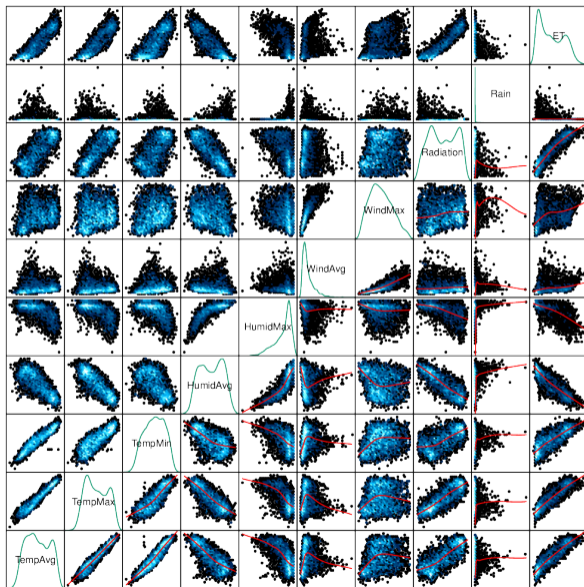 ET
Rain
Radiation
WindMax
WindAvg
HumidMax
HumidAvg
TempMin
TempMax
TempAvg